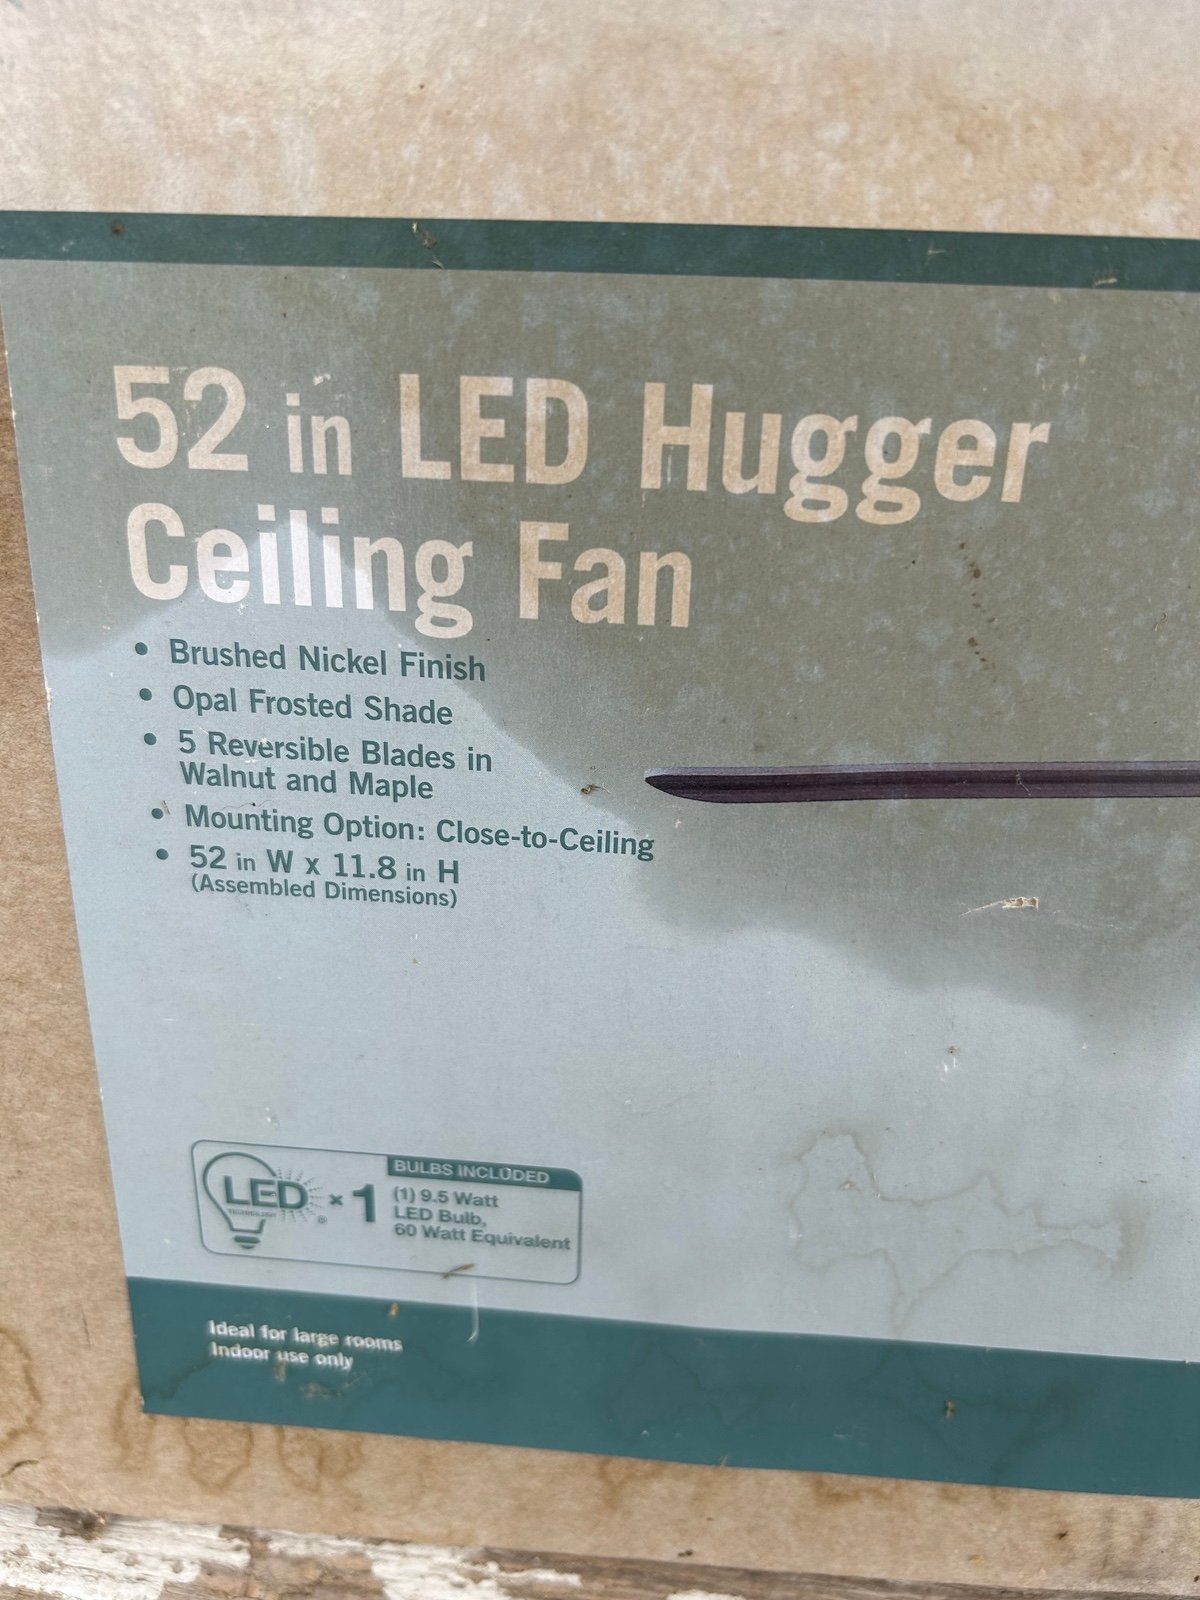 52 in LED Hugger
Ceiling Fan
• Brushed Nickel Finish
• Opal Frosted Shade
• 5 Reversible Blades in
Walnut and Maple
• Mounting Option: Close-to-Ceiling
• 52 in W x 11.8 in H
(Assembled Dimensions)
LED
TECHNOLOGY
®
× 1
BULBS INCLUDED
(1) 9.5 Watt
LED Bulb,
60 Watt Equivalent
Ideal for large rooms
Indoor use only